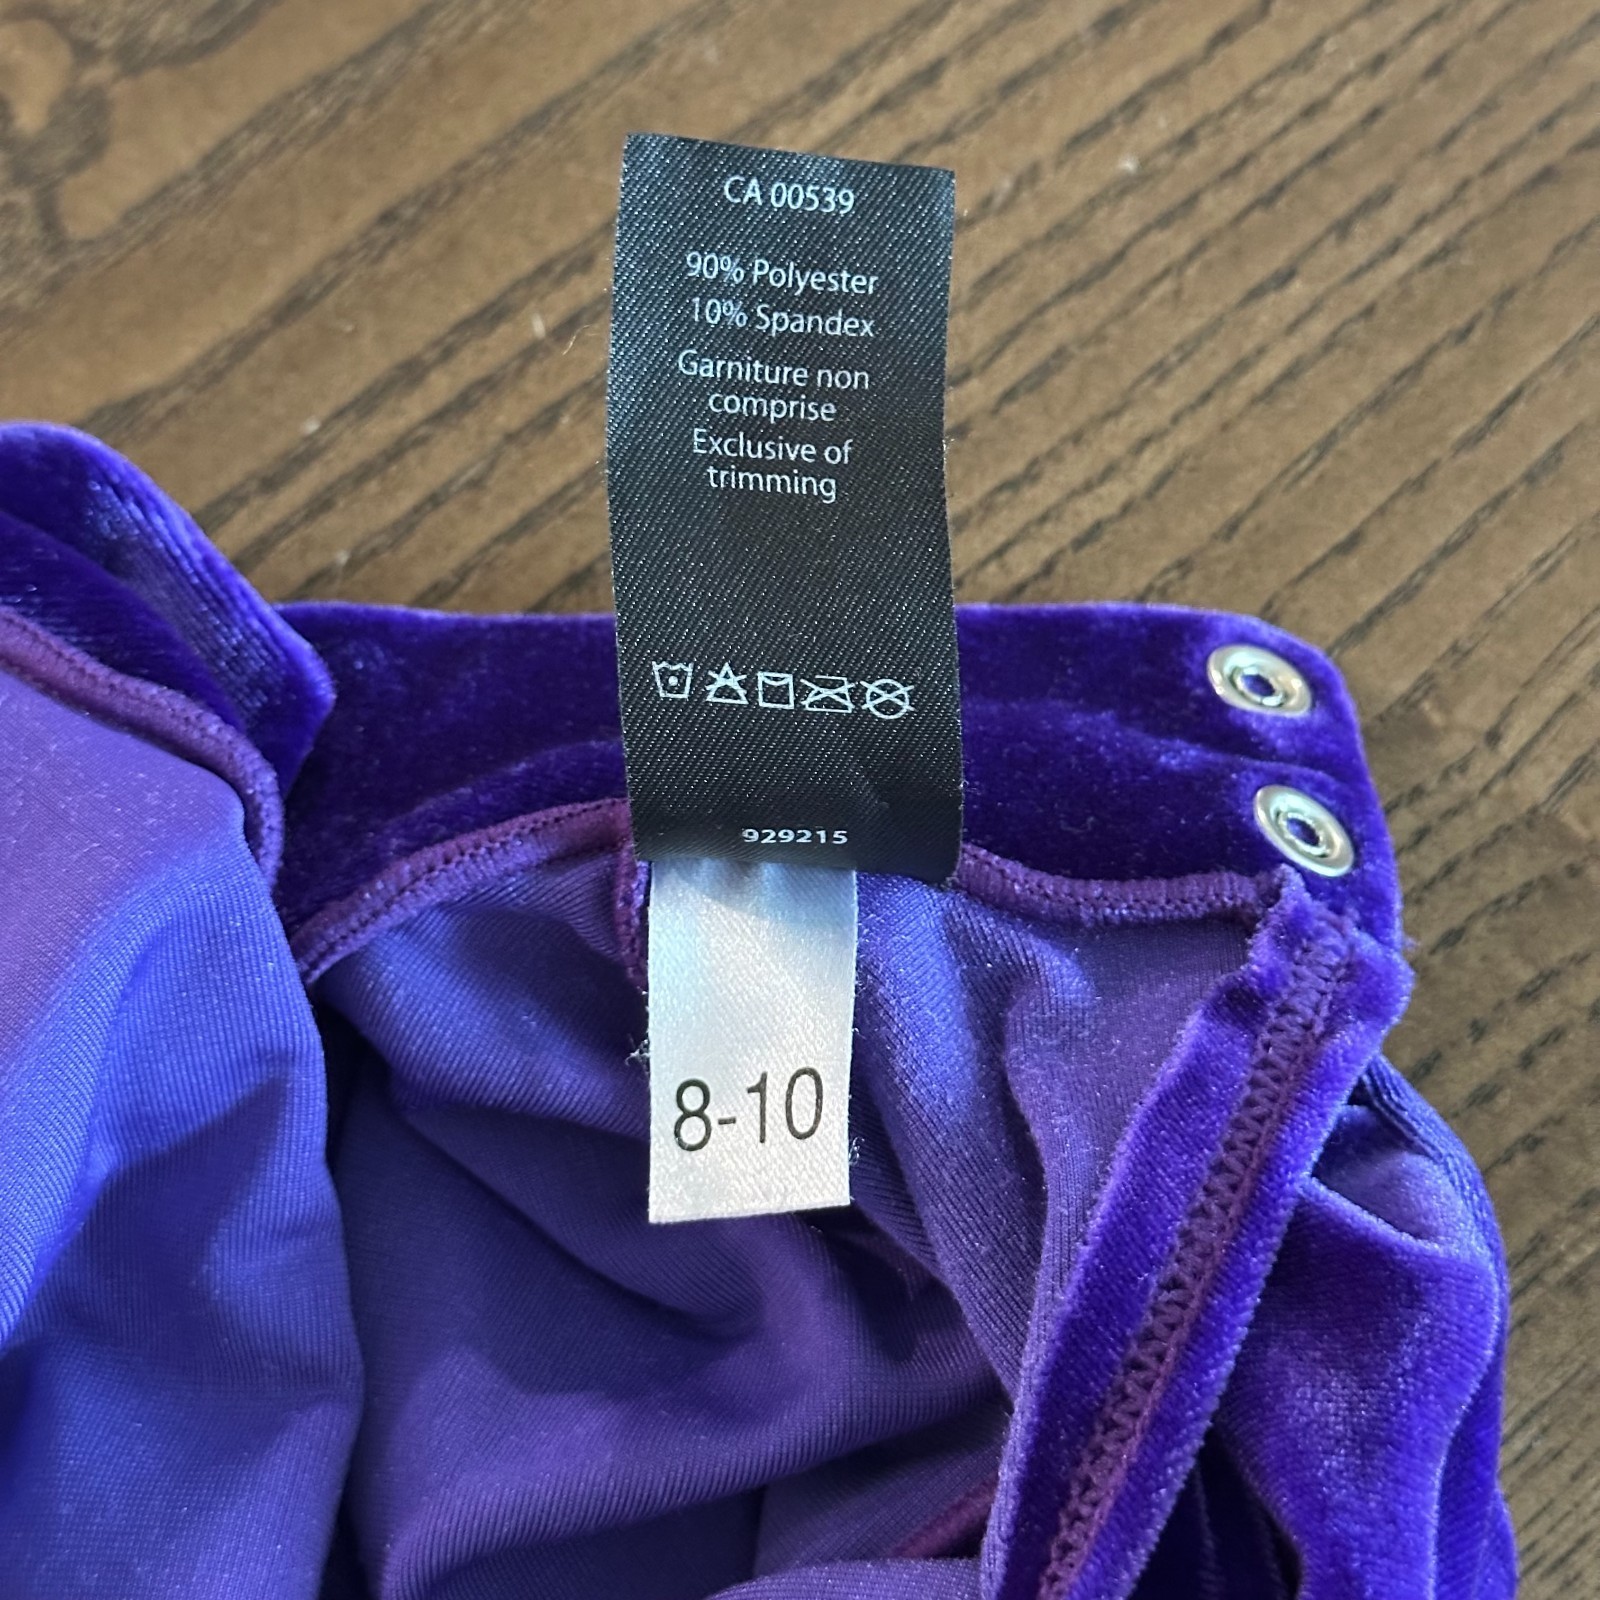 CA 00539
90% Polyester
10% Spandex
Garniture non
comprise
Exclusive of
trimming
929215
8-10